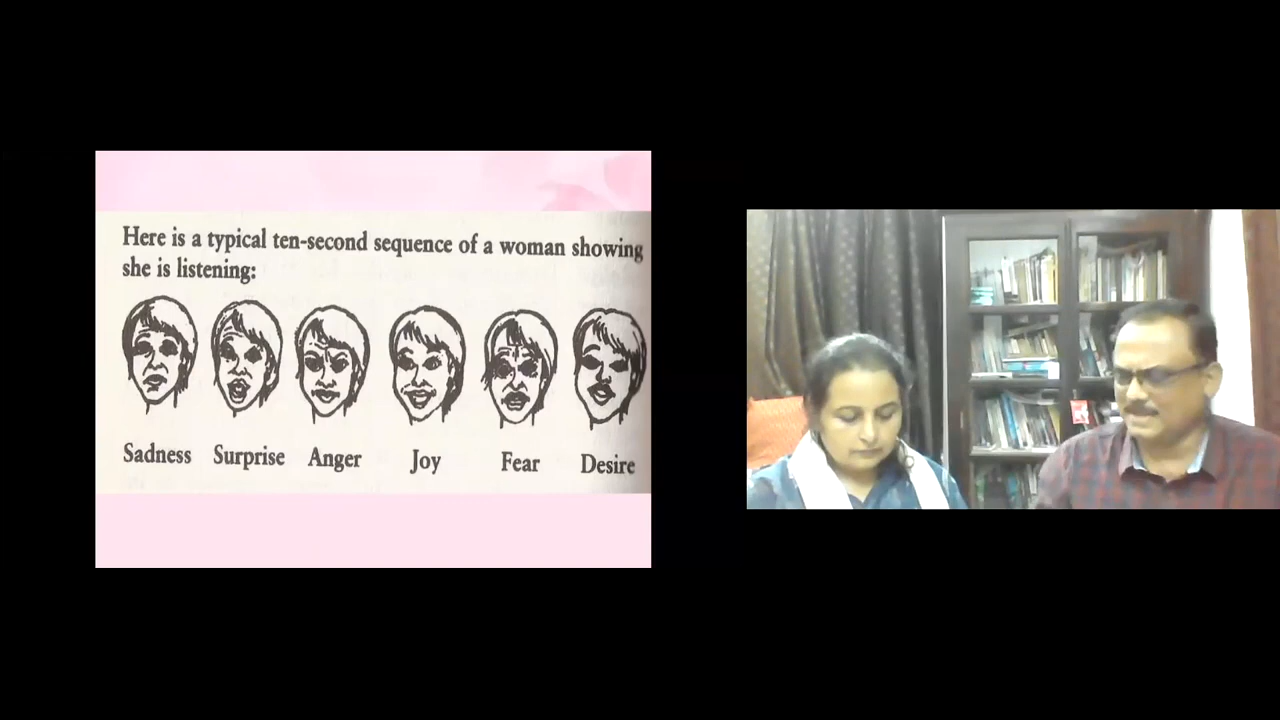 Here is a typical ten-second sequence of a woman showing
she is listening:
Sadness Surprise Anger Joy Fear Desire